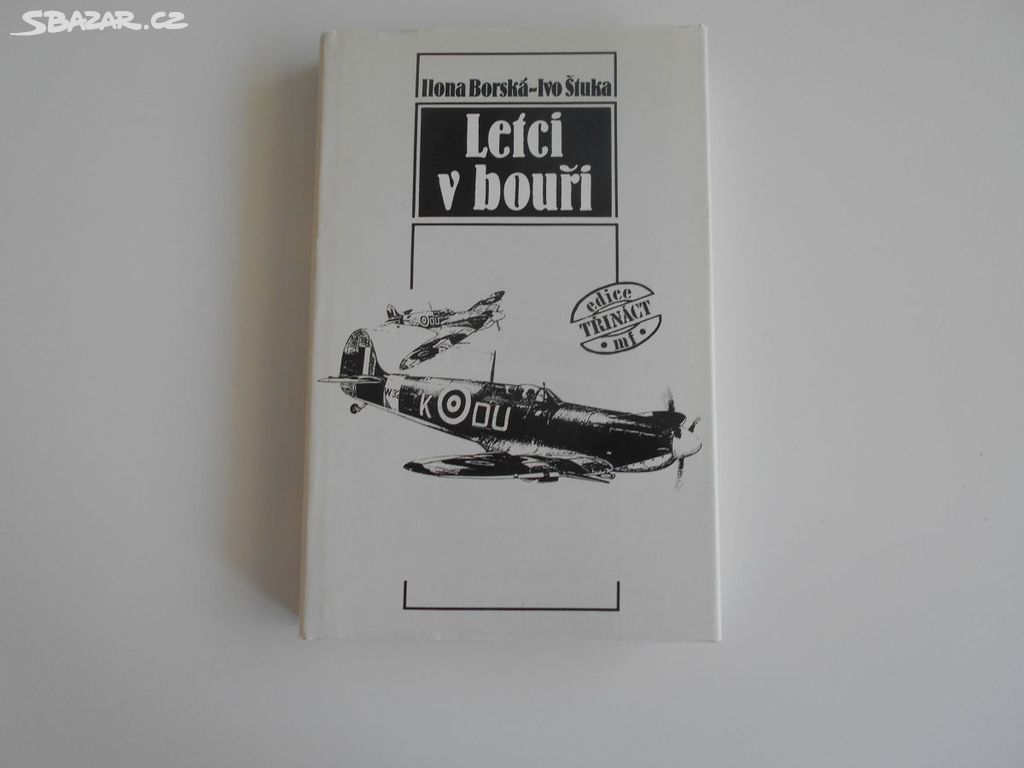 SBAZAR.CZ
Ilona Borská-Ivo Štuka
Letci
v bouři
edice
TŘINÁCT
• mf •
K DU